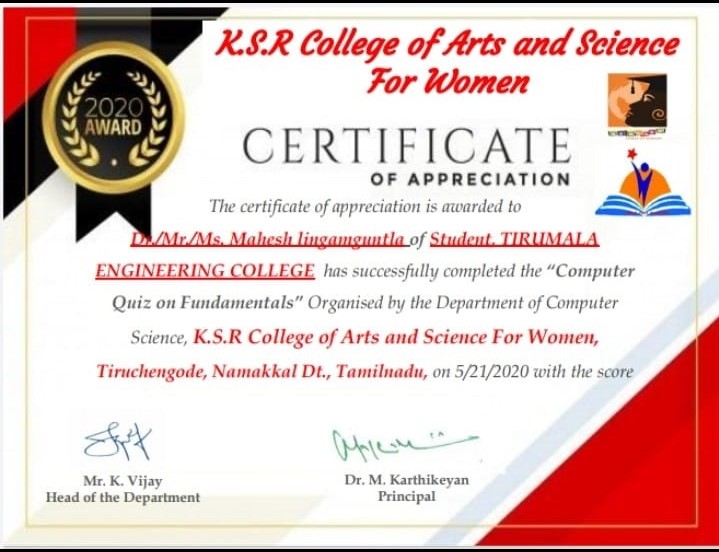 K.S.R College of Arts and Science
For Women
2020
AWARD
CERTIFICATE
OF APPRECIATION
The certificate of appreciation is awarded to
Dr./Mr./Ms. Mahesh lingamguntla of Student, TIRUMALA
ENGINEERING COLLEGE has successfully completed the “Computer
Quiz on Fundamentals” Organised by the Department of Computer
Science, K.S.R College of Arts and Science For Women,
Tiruchengode, Namakkal Dt., Tamilnadu, on 5/21/2020 with the score
Mr. K. Vijay
Head of the Department
Dr. M. Karthikeyan
Principal